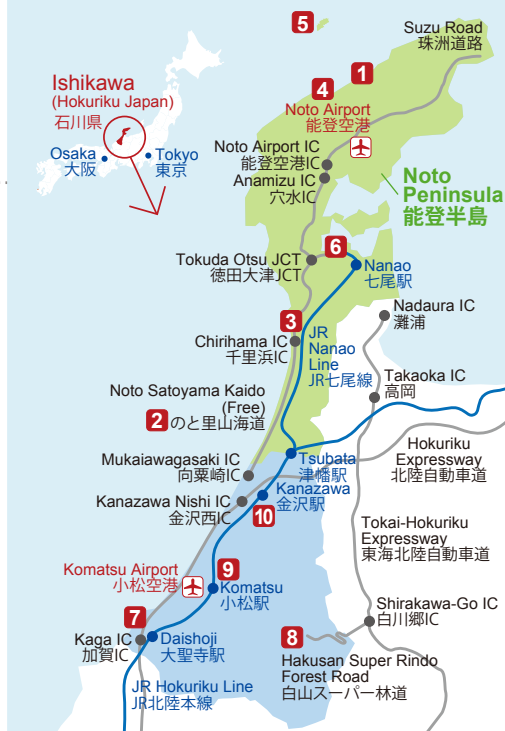 5
Suzu Road
珠洲道路
1
4
Ishikawa
(Hokuriku Japan)
石川県
Osaka
大阪
Tokyo
東京
Noto Airport
能登空港
Noto Airport IC
能登空港IC
Anamizu IC
穴水IC
Noto
Peninsula
能登半島
6
Tokuda Otsu JCT
徳田大津JCT
Nanao
七尾駅
Nadaura IC
灘浦
3
Chirihama IC
千里浜IC
JR
Nanao
Line
JR七尾線
Takaoka IC
高岡
Noto Satoyama Kaido
(Free)
2
のと里山海道
Mukaiawagasaki IC
向粟崎IC
Tsubata
津幡駅
Hokuriku
Expressway
北陸自動車道
Kanazawa Nishi IC
金沢西IC
Kanazawa
金沢駅
10
Tokai-Hokuriku
Expressway
東海北陸自動車道
Komatsu Airport
小松空港
9
Komatsu
小松駅
Shirakawa-Go IC
白川郷IC
7
Kaga IC
加賀IC
Daishoji
大聖寺駅
8
Hakusan Super Rindo
Forest Road
白山スーパー林道
JR Hokuriku Line
JR北陸本線